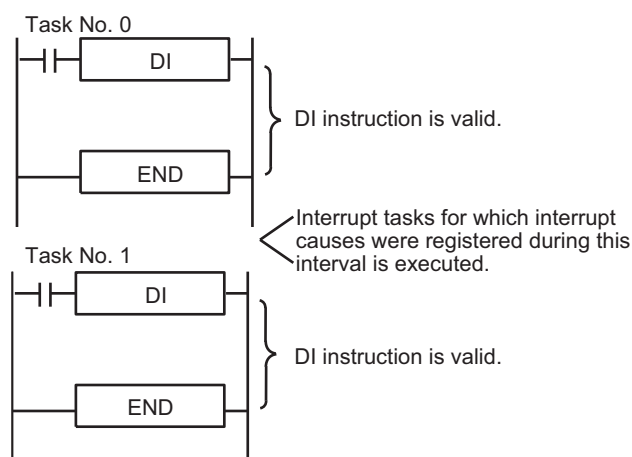 Task No. 0
DI
DI instruction is valid.
END
Interrupt tasks for which interrupt
causes were registered during this
interval is executed.
Task No. 1
DI
DI instruction is valid.
END